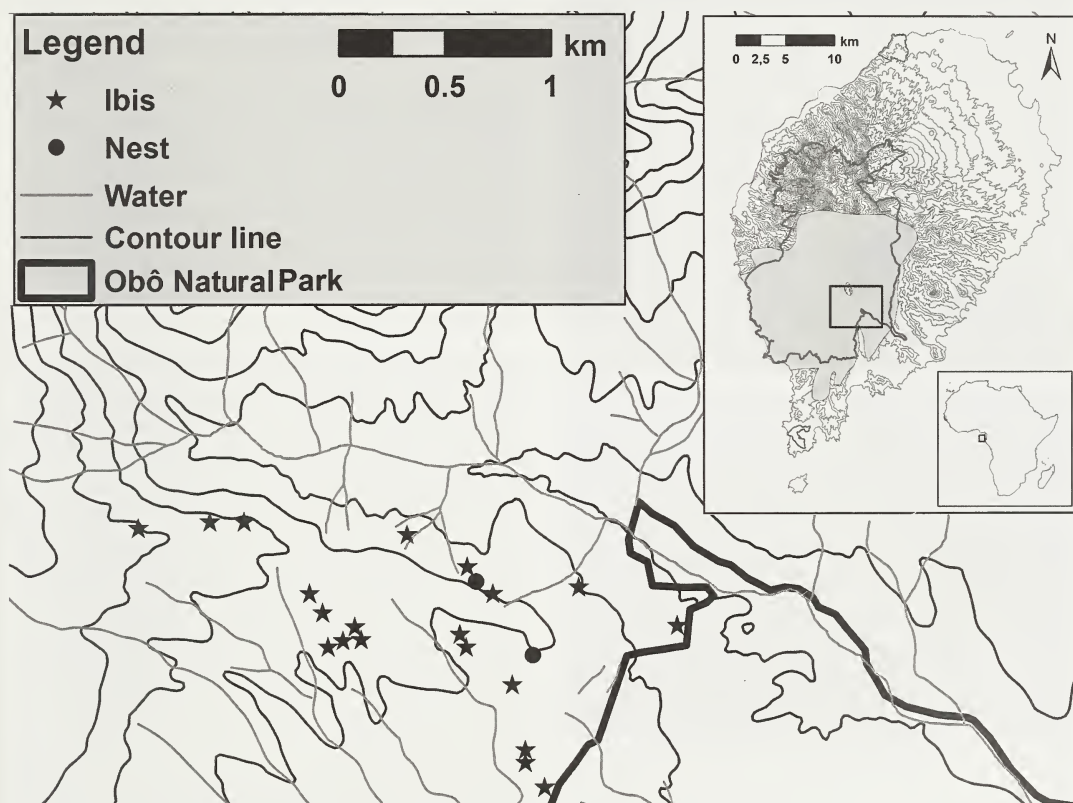 Legend
km
0 0.5 1
Ibis
Nest
Water
Contour line
Obô Natural Park
km
0 2,5 5 10
N